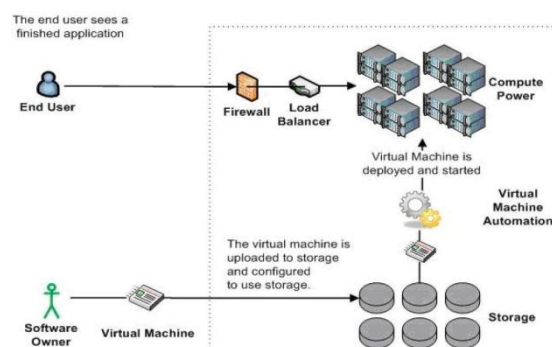 The end user sees a
finished application
End User
Firewall
Load
Balancer
Compute
Power
Virtual Machine is
deployed and started
Virtual
Machine
Automation
The virtual machine is
uploaded to storage
and configured
to use storage.
Software
Owner
Virtual Machine
Storage